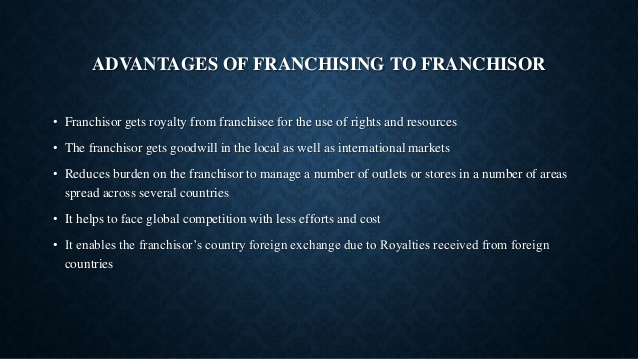 ADVANTAGES OF FRANCHISING TO FRANCHISOR
• Franchisor gets royalty from franchisee for the use of rights and resources
• The franchisor gets goodwill in the local as well as international markets
• Reduces burden on the franchisor to manage a number of outlets or stores in a number of areas
spread across several countries
• It helps to face global competition with less efforts and cost
• It enables the franchisor's country foreign exchange due to Royalties received from foreign
countries